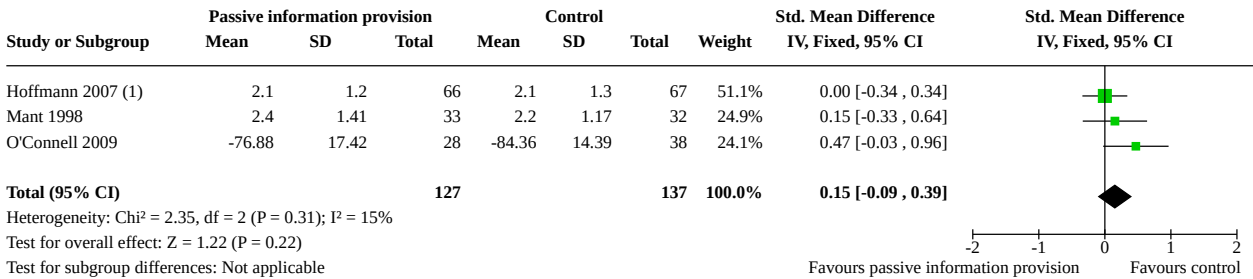 Passive information provision Control Std. Mean Difference Std. Mean Difference
Study or Subgroup Mean SD Total Mean SD Total Weight IV, Fixed, 95% CI IV, Fixed, 95% CI
Hoffmann 2007 (1) 2.1 1.2 66 2.1 1.3 67 51.1% 0.00 [-0.34 , 0.34]
Mant 1998 2.4 1.41 33 2.2 1.17 32 24.9% 0.15 [-0.33 , 0.64]
O'Connell 2009 -76.88 17.42 28 -84.36 14.39 38 24.1% 0.47 [-0.03 , 0.96]
Total (95% CI) 127 137 100.0% 0.15 [-0.09 , 0.39]
Heterogeneity: Chi² = 2.35, df = 2 (P = 0.31); I² = 15%
Test for overall effect: Z = 1.22 (P = 0.22)
-2 -1 0 1 2
Test for subgroup differences: Not applicable Favours passive information provision Favours control